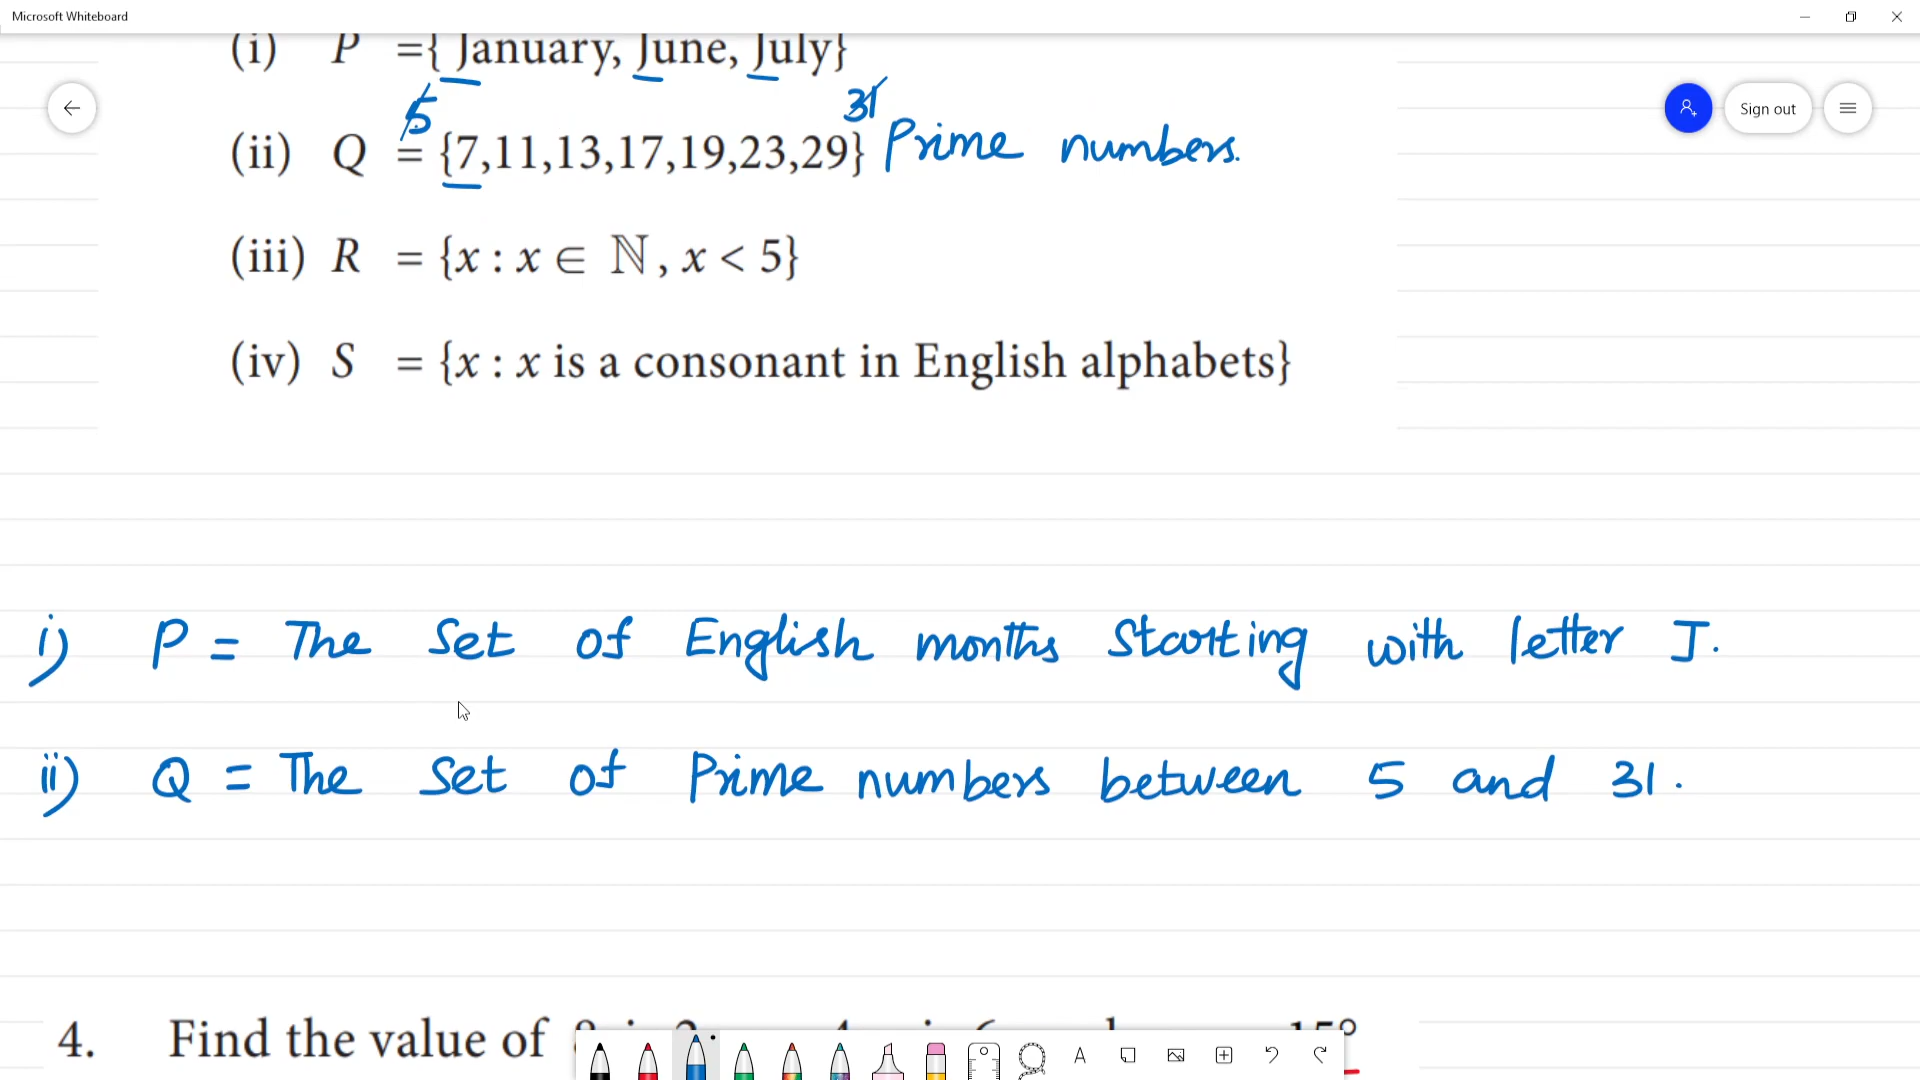 Microsoft Whiteboard
(i) P ={ January, June, July}
Sign out
5 31
(ii) Q = {7,11,13,17,19,23,29} Prime numbers.
(iii) R = {x : x ∈ ℕ, x < 5}
(iv) S = {x : x is a consonant in English alphabets}
i) P = The Set of English months Starting with letter J.
ii) Q = The Set of Prime numbers between 5 and 31.
4. Find the value of